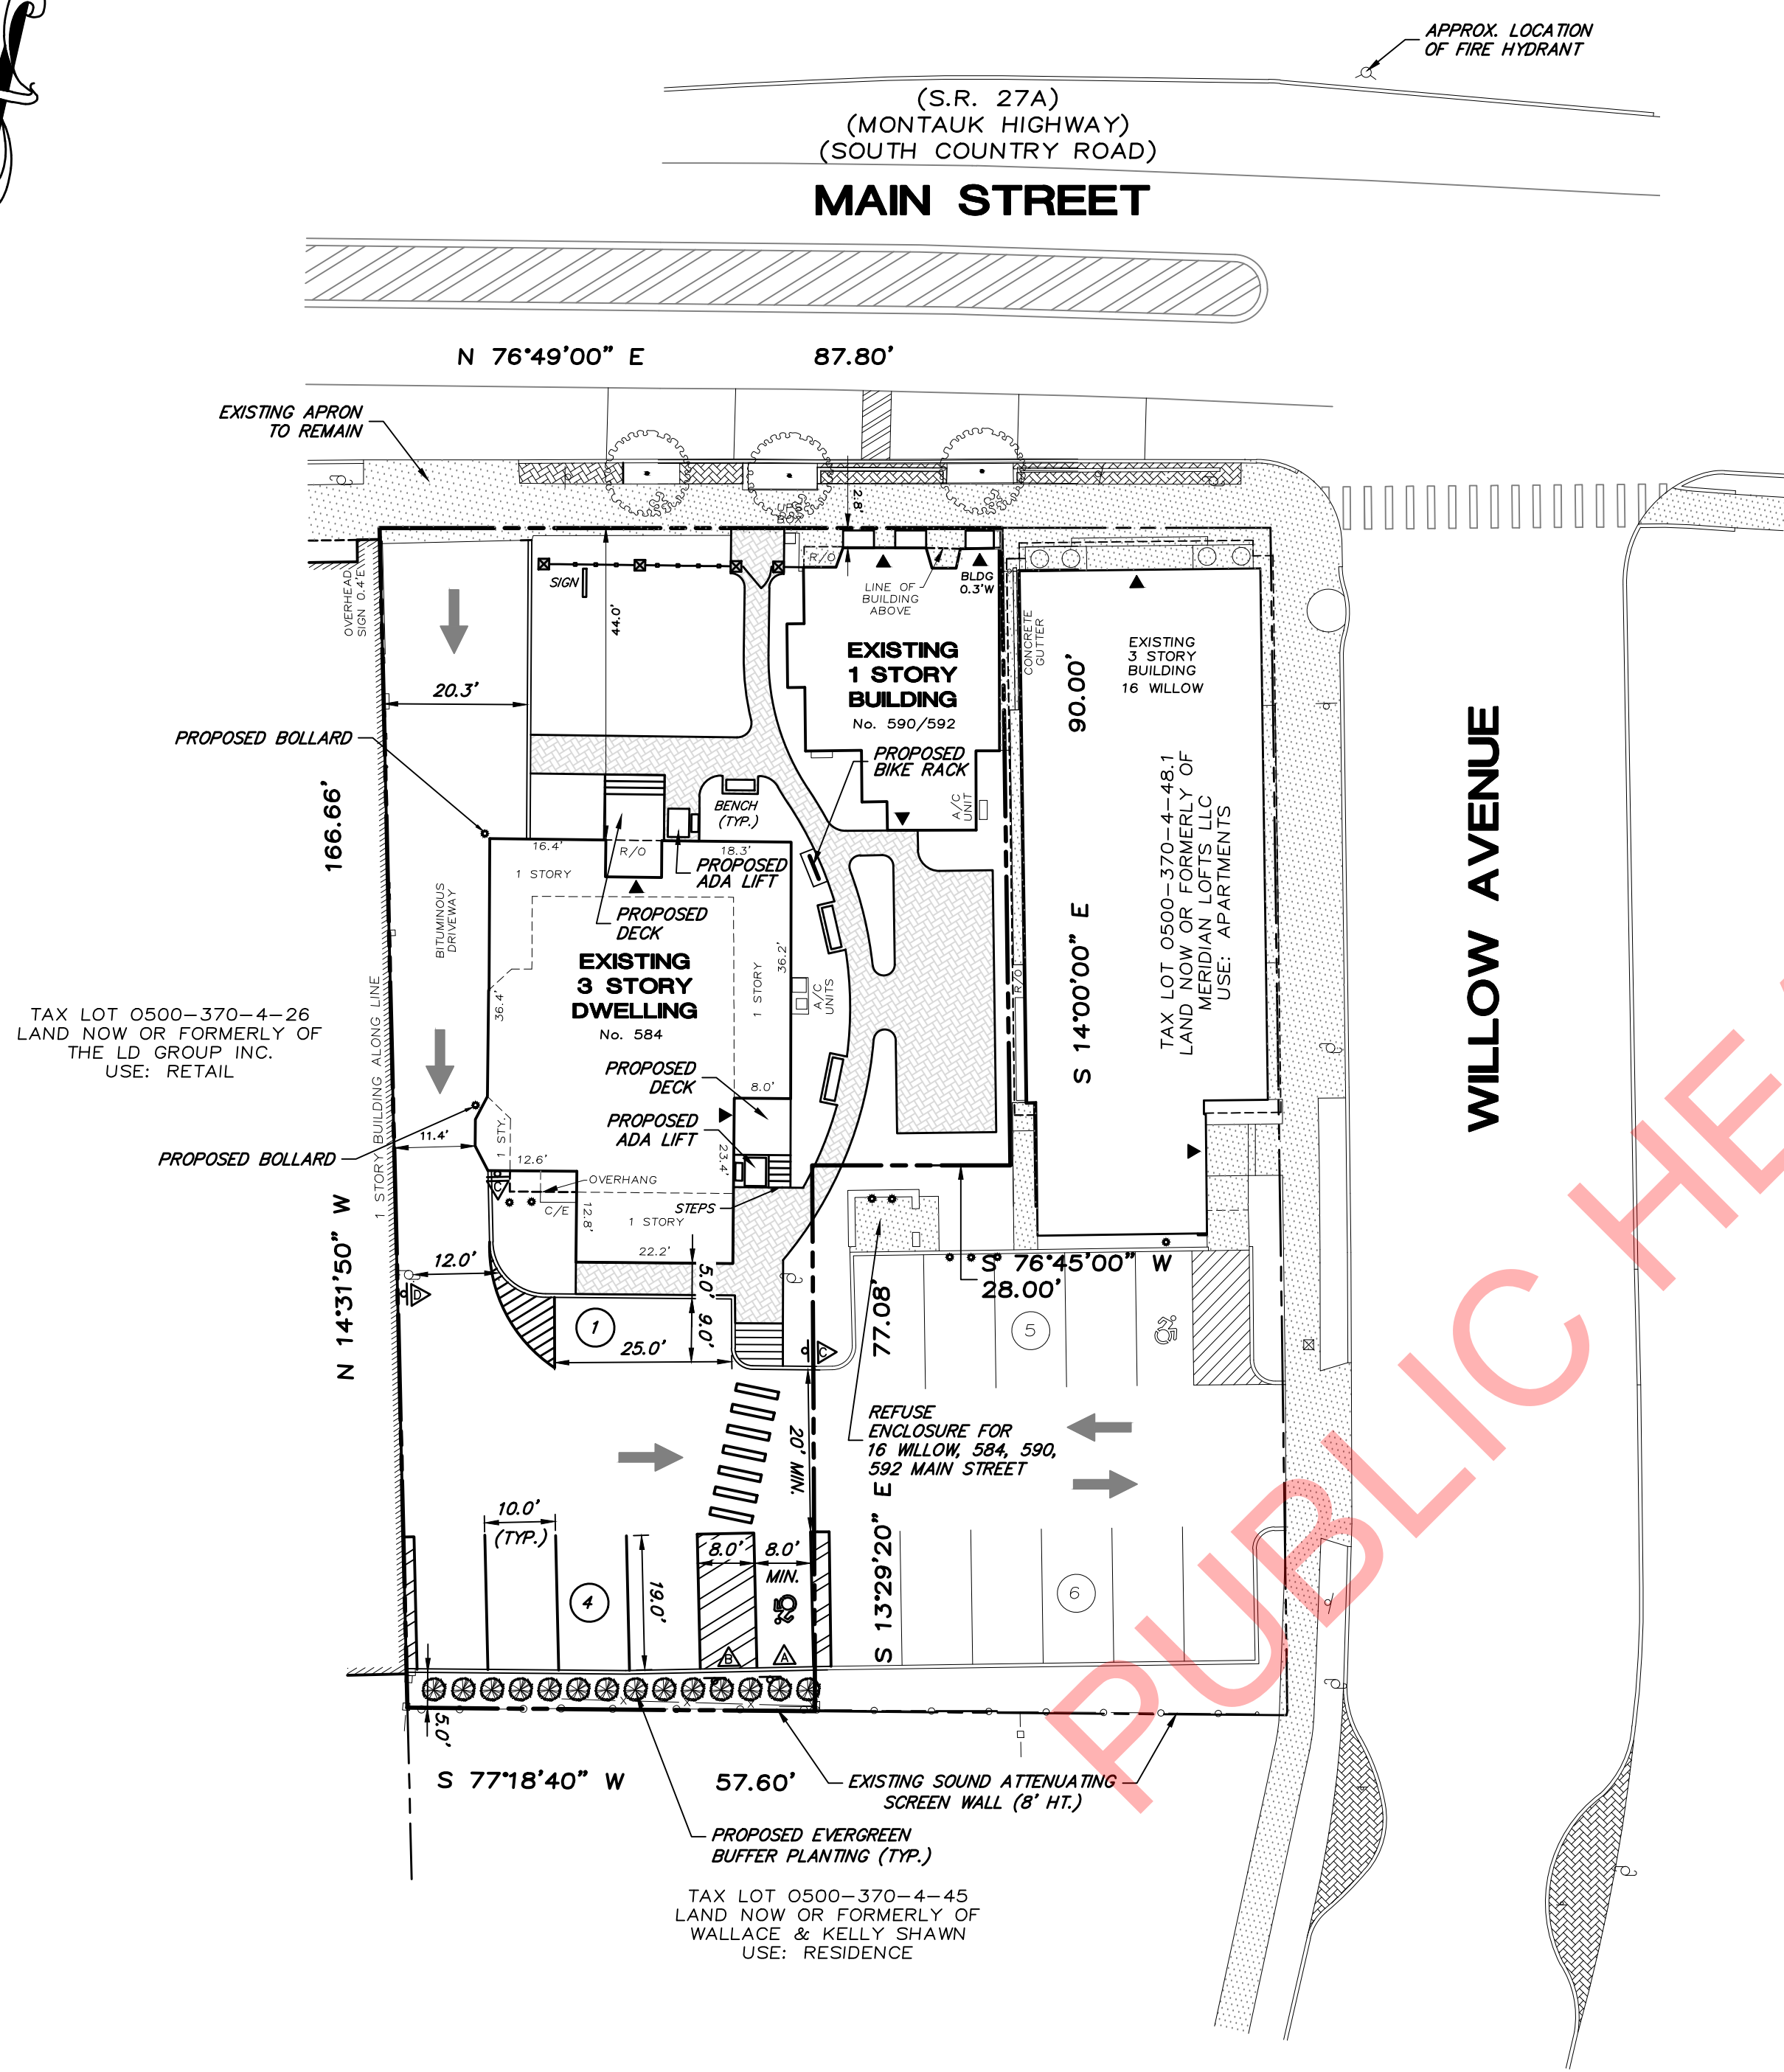 APPROX. LOCATION
OF FIRE HYDRANT
(S.R. 27A)
(MONTAUK HIGHWAY)
(SOUTH COUNTRY ROAD)
MAIN STREET
N 76°49'00" E 87.80'
EXISTING APRON
TO REMAIN
2.8'
OVERHEAD
SIGN 0.4'E
SIGN
44.0'
R/O
LINE OF
BUILDING
ABOVE
BLDG
0.3'W
CONCRETE
GUTTER
EXISTING
1 STORY
BUILDING
No. 590/592
EXISTING
3 STORY
BUILDING
16 WILLOW
90.00'
S 14°00'00" E
TAX LOT 0500-370-4-48.1
LAND NOW OR FORMERLY OF
MERIDIAN LOFTS LLC
USE: APARTMENTS
WILLOW AVENUE
20.3'
PROPOSED BOLLARD
166.66'
N 14°31'50" W
PROPOSED
BIKE RACK
A/C
UNIT
BENCH
(TYP.)
16.4'
R/O
18.3'
1 STORY
PROPOSED
ADA LIFT
PROPOSED
DECK
BITUMINOUS
DRIVEWAY
EXISTING
3 STORY
DWELLING
No. 584
36.4'
36.2'
1 STORY
A/C
UNITS
R/O
TAX LOT 0500-370-4-26
LAND NOW OR FORMERLY OF
THE LD GROUP INC.
USE: RETAIL
1 STORY BUILDING ALONG LINE
PROPOSED
DECK
8.0'
PROPOSED
ADA LIFT
1 STY.
11.4'
PROPOSED BOLLARD
12.6'
23.4'
OVERHANG
C
C/E
12.8'
1 STORY
STEPS
22.2'
12.0'
D
5.0'
9.0'
1
25.0'
C
S 76°45'00" W
28.00'
77.08'
S 13°29'20" E
5
REFUSE
ENCLOSURE FOR
16 WILLOW, 584, 590,
592 MAIN STREET
20' MIN.
10.0'
(TYP.)
8.0'
8.0'
MIN.
19.0'
4
6
B
A
5.0'
S 77°18'40" W 57.60'
EXISTING SOUND ATTENUATING
SCREEN WALL (8' HT.)
PROPOSED EVERGREEN
BUFFER PLANTING (TYP.)
TAX LOT 0500-370-4-45
LAND NOW OR FORMERLY OF
WALLACE & KELLY SHAWN
USE: RESIDENCE
PUBLIC HE